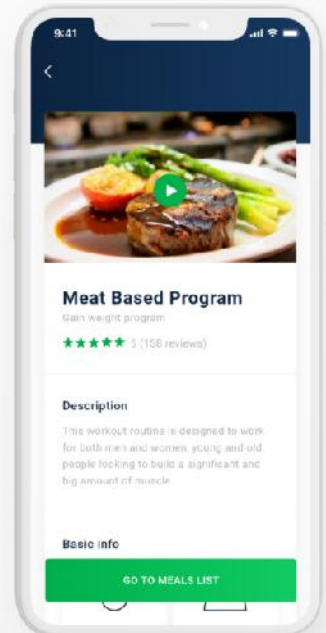 9:41
Meat Based Program
Gain weight program
5 (158 reviews)
Description
This workout routine is designed to work
for both men and women, young and old
people looking to build a significant and
big amount of muscle.
Basic Info
GO TO MEALS LIST